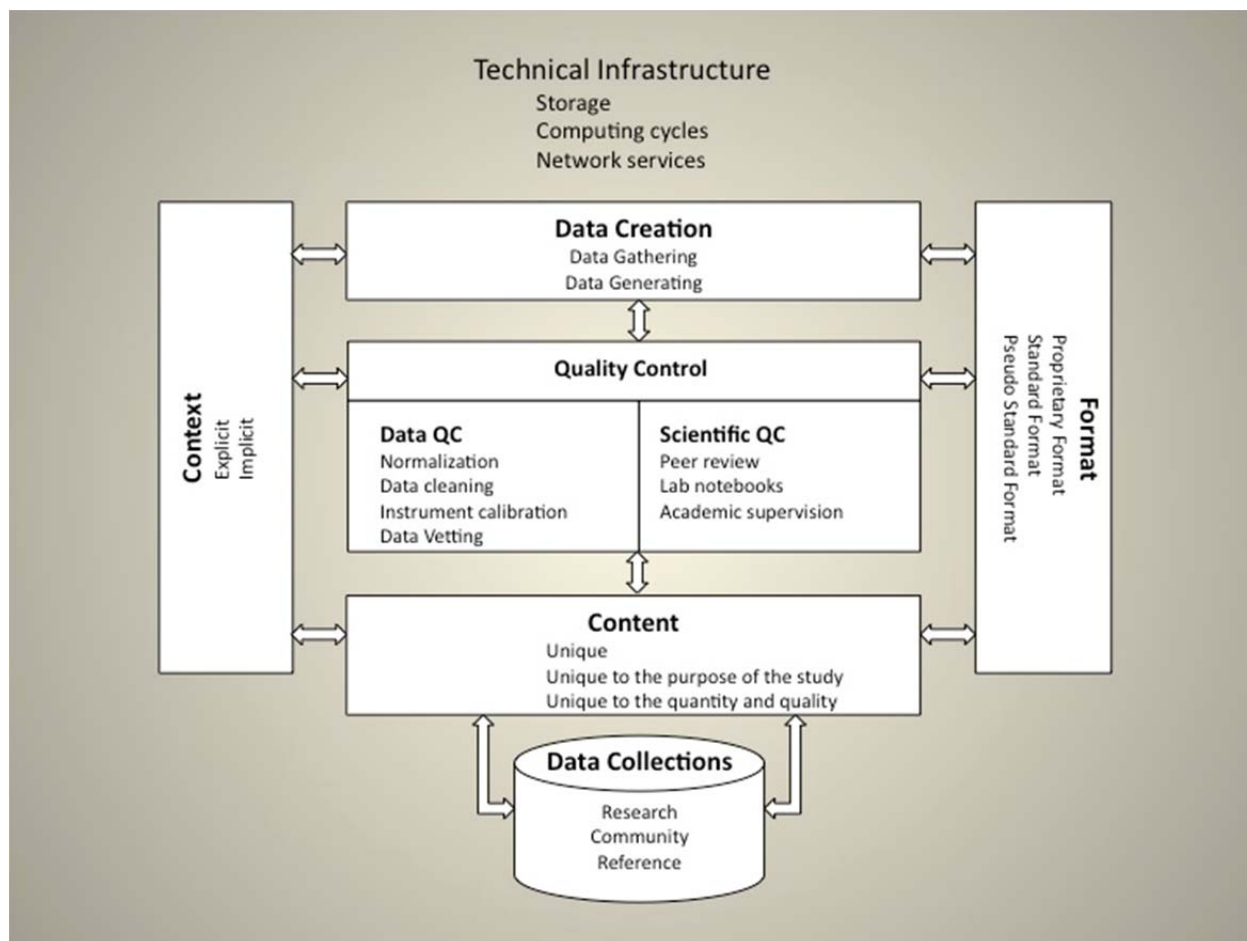 Technical Infrastructure
Storage
Computing cycles
Network services
Context
Explicit
Implicit
Data Creation
Data Gathering
Data Generating
Quality Control
Data QC
Normalization
Data cleaning
Instrument calibration
Data Vetting
Scientific QC
Peer review
Lab notebooks
Academic supervision
Content
Unique
Unique to the purpose of the study
Unique to the quantity and quality
Format
Proprietary Format
Standard Format
Pseudo Standard Format
Data Collections
Research
Community
Reference